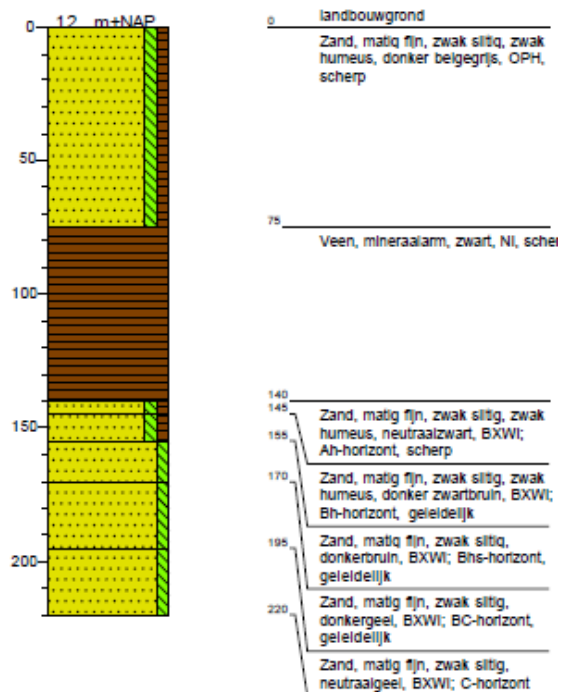 12 m+NAP
0
50
100
150
200
0 landbouwgrond
Zand, matig fijn, zwak siltig, zwak
humeus, donker beigegrijs, OPH,
scherp
75
Veen, mineraalarm, zwart, NI, scher
140
145
Zand, matig fijn, zwak siltig, zwak
humeus, neutraalzwart, BXWI;
Ah-horizont, scherp
155
Zand, matig fijn, zwak siltig, zwak
humeus, donker zwartbruin, BXWI;
Bh-horizont, geleidelijk
170
Zand, matig fijn, zwak siltig,
donkerbruin, BXWI; Bhs-horizont,
geleidelijk
195
Zand, matig fijn, zwak siltig,
donkergeel, BXWI; BC-horizont,
geleidelijk
220
Zand, matig fijn, zwak siltig,
neutraalgeel, BXWI; C-horizont